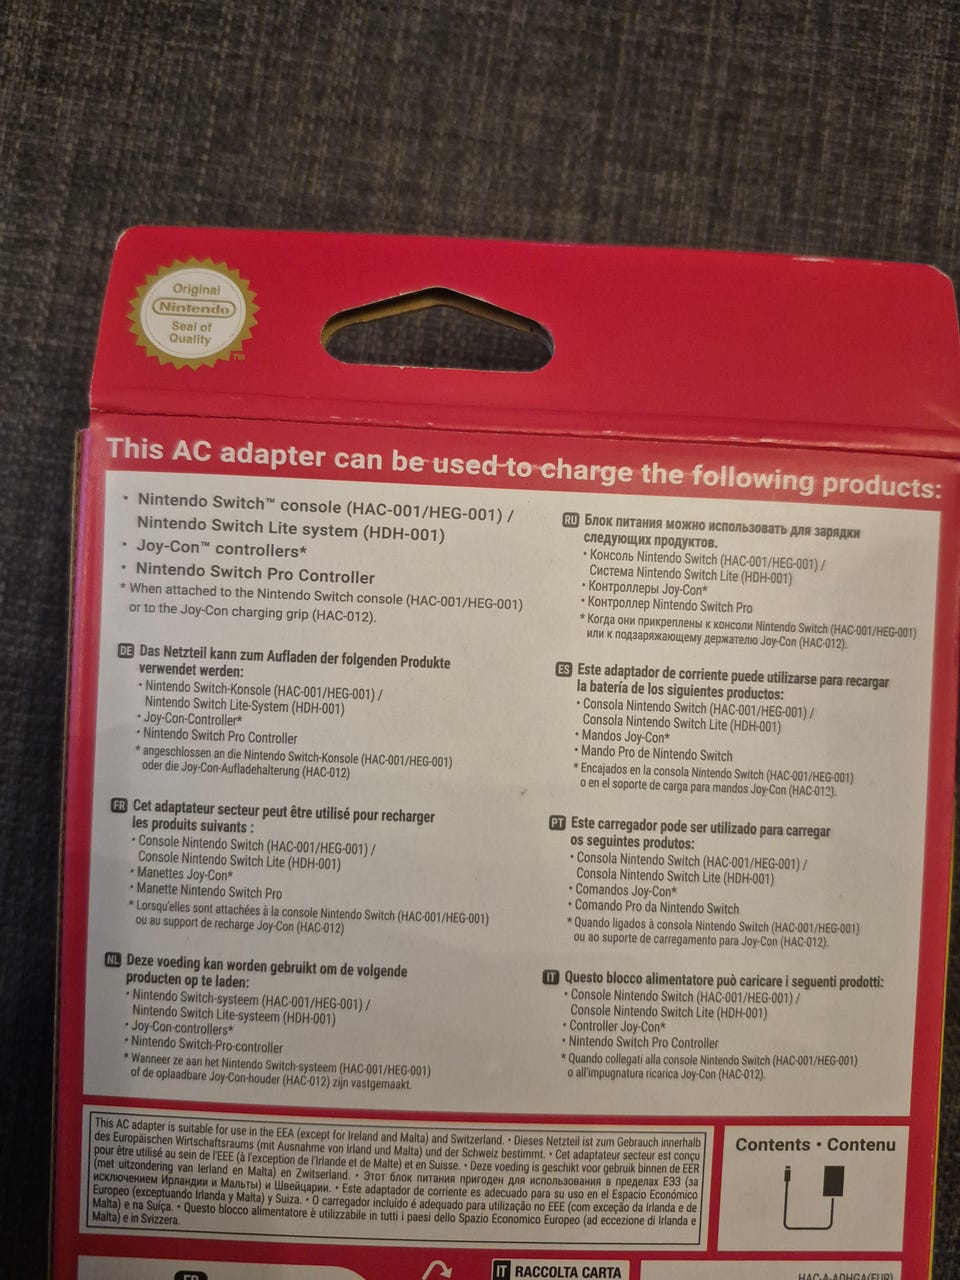 Original
Nintendo
Seal of
Quality
TM
This AC adapter can be used to charge the following products:
• Nintendo Switch™ console (HAC-001/HEG-001) /
Nintendo Switch Lite system (HDH-001)
• Joy-Con™ controllers*
• Nintendo Switch Pro Controller
* When attached to the Nintendo Switch console (HAC-001/HEG-001)
or to the Joy-Con charging grip (HAC-012).
DE Das Netzteil kann zum Aufladen der folgenden Produkte
verwendet werden:
• Nintendo Switch-Konsole (HAC-001/HEG-001) /
Nintendo Switch Lite-System (HDH-001)
• Joy-Con-Controller*
• Nintendo Switch Pro Controller
* angeschlossen an die Nintendo Switch-Konsole (HAC-001/HEG-001)
oder die Joy-Con-Aufladehalterung (HAC-012)
FR Cet adaptateur secteur peut être utilisé pour recharger
les produits suivants :
• Console Nintendo Switch (HAC-001/HEG-001) /
Console Nintendo Switch Lite (HDH-001)
• Manettes Joy-Con*
• Manette Nintendo Switch Pro
* Lorsqu'elles sont attachées à la console Nintendo Switch (HAC-001/HEG-001)
ou au support de recharge Joy-Con (HAC-012)
NL Deze voeding kan worden gebruikt om de volgende
producten op te laden:
• Nintendo Switch-systeem (HAC-001/HEG-001) /
Nintendo Switch Lite-systeem (HDH-001)
• Joy-Con-controllers*
• Nintendo Switch-Pro-controller
* Wanneer ze aan het Nintendo Switch-systeem (HAC-001/HEG-001)
of de oplaadbare Joy-Con-houder (HAC-012) zijn vastgemaakt.
RU Блок питания можно использовать для зарядки
следующих продуктов.
• Консоль Nintendo Switch (HAC-001/HEG-001) /
Система Nintendo Switch Lite (HDH-001)
• Контроллеры Joy-Con*
• Контроллер Nintendo Switch Pro
* Когда они прикреплены к консоли Nintendo Switch (HAC-001/HEG-001)
или к подзаряжающему держателю Joy-Con (HAC-012).
ES Este adaptador de corriente puede utilizarse para recargar
la batería de los siguientes productos:
• Consola Nintendo Switch (HAC-001/HEG-001) /
Consola Nintendo Switch Lite (HDH-001)
• Mandos Joy-Con*
• Mando Pro de Nintendo Switch
* Encajados en la consola Nintendo Switch (HAC-001/HEG-001)
o en el soporte de carga para mandos Joy-Con (HAC-012).
PT Este carregador pode ser utilizado para carregar
os seguintes produtos:
• Consola Nintendo Switch (HAC-001/HEG-001) /
Consola Nintendo Switch Lite (HDH-001)
• Comandos Joy-Con*
• Comando Pro da Nintendo Switch
* Quando ligados à consola Nintendo Switch (HAC-001/HEG-001)
ou ao suporte de carregamento para Joy-Con (HAC-012).
IT Questo blocco alimentatore può caricare i seguenti prodotti:
• Console Nintendo Switch (HAC-001/HEG-001) /
Console Nintendo Switch Lite (HDH-001)
• Controller Joy-Con*
• Nintendo Switch Pro Controller
* Quando collegati alla console Nintendo Switch (HAC-001/HEG-001)
o all'impugnatura ricarica Joy-Con (HAC-012).
This AC adapter is suitable for use in the EEA (except for Ireland and Malta) and Switzerland. • Dieses Netzteil ist zum Gebrauch innerhalb
des Europäischen Wirtschaftsraums (mit Ausnahme von Irland und Malta) und der Schweiz bestimmt. • Cet adaptateur secteur est conçu
pour être utilisé au sein de l'EEE (à l'exception de l'Irlande et de Malte) et en Suisse. • Deze voeding is geschikt voor gebruik binnen de EER
(met uitzondering van Ierland en Malta) en Zwitserland. • Этот блок питания пригоден для использования в пределах ЕЭЗ (за
исключением Ирландии и Мальты) и Швейцарии. • Este adaptador de corriente es adecuado para su uso en el Espacio Económico
Europeo (exceptuando Irlanda y Malta) y Suiza. • O carregador incluído é adequado para utilização no EEE (com exceção da Irlanda e de
Malta) e na Suíça. • Questo blocco alimentatore è utilizzabile in tutti i paesi dello Spazio Economico Europeo (ad eccezione di Irlanda e
Malta) e in Svizzera.
Contents • Contenu
FR
IT RACCOLTA CARTA
HAC-A-ADHGA(EUR)